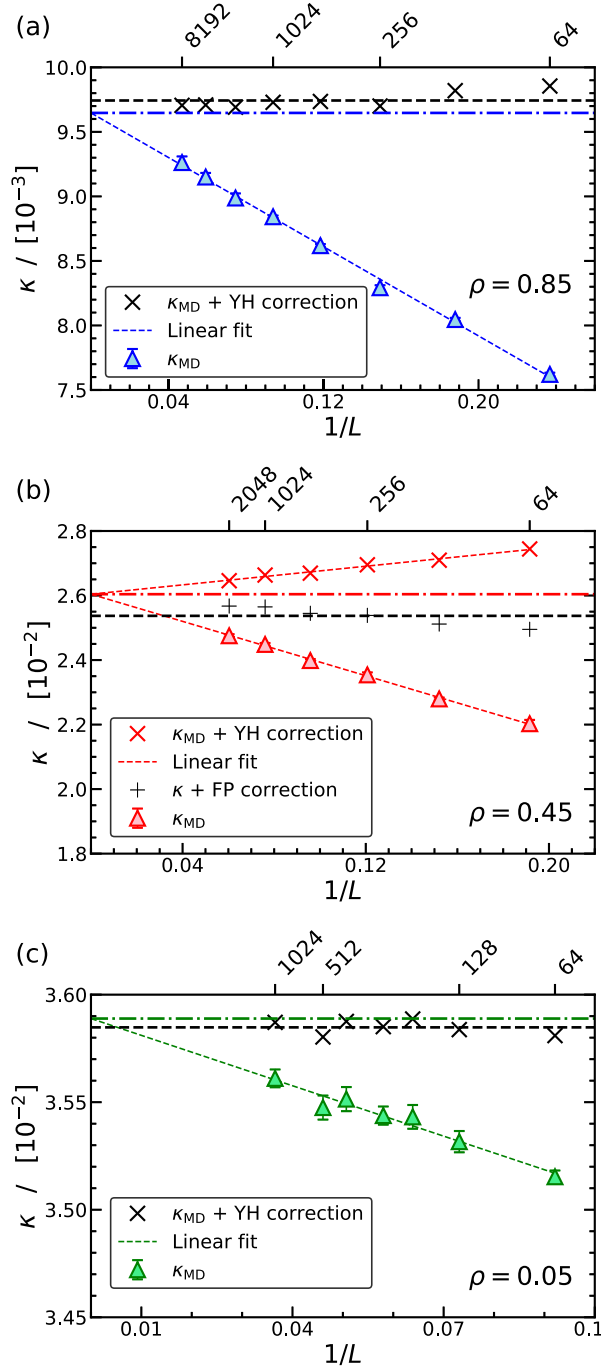 (a)
8192 1024 256 64
10.0
9.5
9.0
8.5
8.0
7.5
κ / [10⁻³]
κ_MD + YH correction
Linear fit
κ_MD
ρ = 0.85
0.04 0.12 0.20
1/L
(b)
2048 1024 256 64
2.8
2.6
2.4
2.2
2.0
1.8
κ / [10⁻²]
κ_MD + YH correction
Linear fit
κ + FP correction
κ_MD
ρ = 0.45
0.04 0.12 0.20
1/L
(c)
1024 512 128 64
3.60
3.55
3.50
3.45
κ / [10⁻²]
κ_MD + YH correction
Linear fit
κ_MD
ρ = 0.05
0.01 0.04 0.07 0.1
1/L